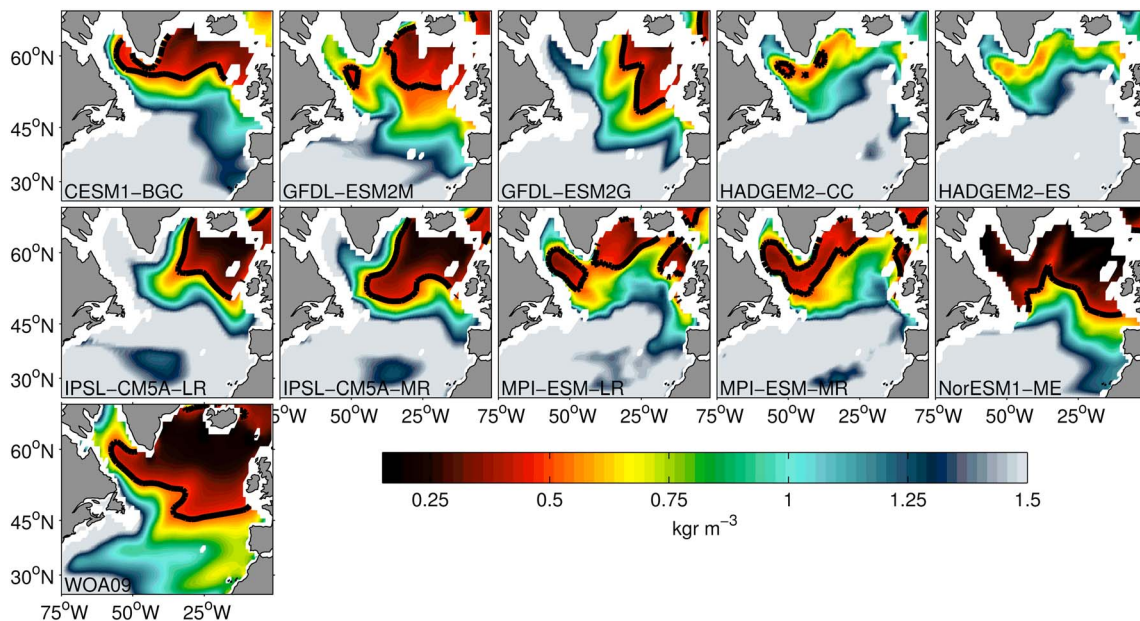 60°N
45°N
30°N
CESM1-BGC
GFDL-ESM2M
GFDL-ESM2G
HADGEM2-CC
HADGEM2-ES
60°N
45°N
30°N
IPSL-CM5A-LR
IPSL-CM5A-MR
MPI-ESM-LR
MPI-ESM-MR
NorESM1-ME
5°W 50°W 25°W 75°W 50°W 25°W 75°W 50°W 25°W 75°W 50°W 25°W
60°N
45°N
30°N
WOA09
75°W 50°W 25°W
0.25 0.5 0.75 1 1.25 1.5
kgr m⁻³